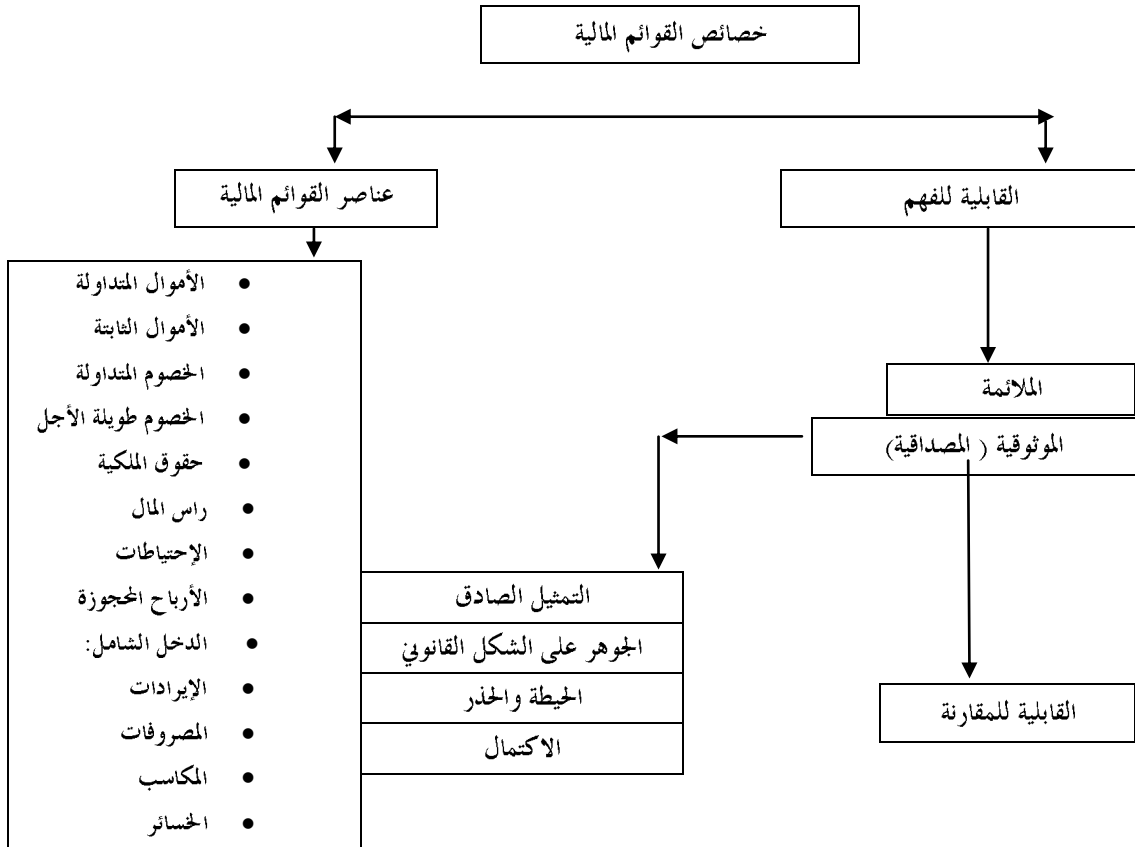 خصائص القوائم المالية
القابلية للفهم
عناصر القوائم المالية
الملائمة
الموثوقية ( المصداقية)
القابلية للمقارنة
التمثيل الصادق
الجوهر على الشكل القانوني
الحيطة والحذر
الاكتمال
• الأموال المتداولة
• الأموال الثابتة
• الخصوم المتداولة
• الخصوم طويلة الأجل
• حقوق الملكية
• راس المال
• الإحتياطات
• الأرباح المحجوزة
• الدخل الشامل:
• الإيرادات
• المصروفات
• المكاسب
• الخسائر